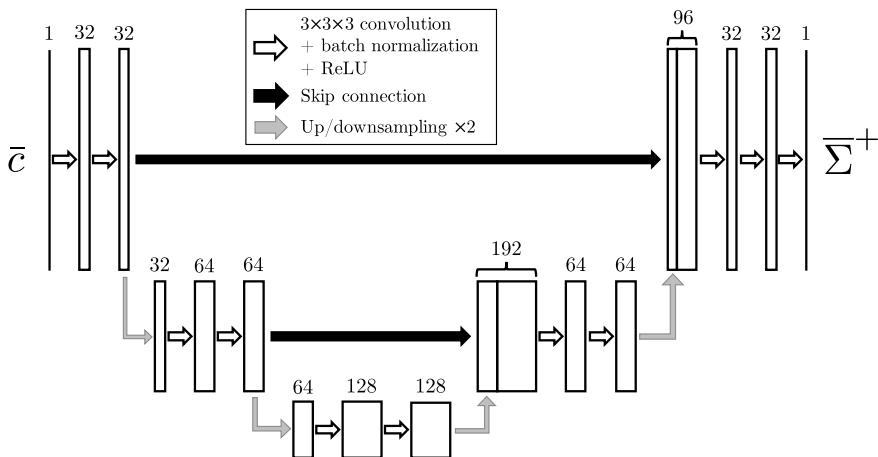 1
32
32
3×3×3 convolution
+ batch normalization
+ ReLU
Skip connection
Up/downsampling ×2
96
32
32
1
c̅
Σ̅⁺
32
64
64
192
64
64
64
128
128